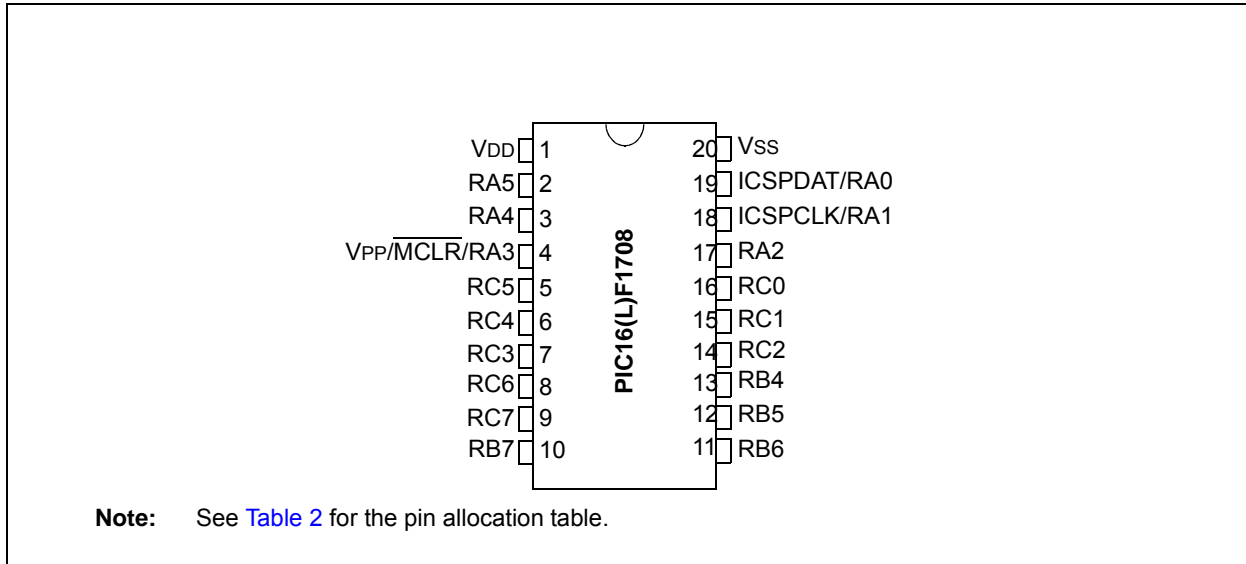 VDD 1 20 VSS
RA5 2 19 ICSPDAT/RA0
RA4 3 18 ICSPCLK/RA1
VPP/MCLR/RA3 4 17 RA2
RC5 5 16 RC0
RC4 6 15 RC1
RC3 7 14 RC2
RC6 8 13 RB4
RC7 9 12 RB5
RB7 10 11 RB6
PIC16(L)F1708
Note: See Table 2 for the pin allocation table.